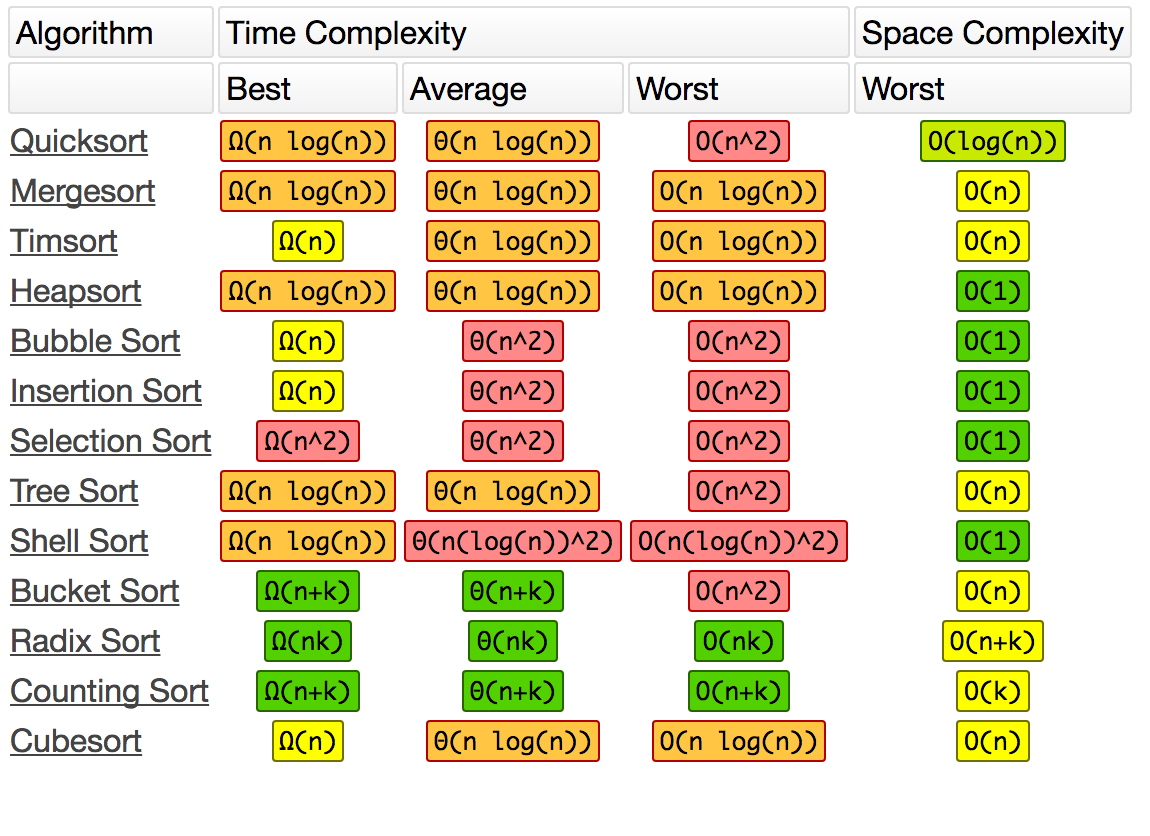 Algorithm Time Complexity Space Complexity
Best Average Worst Worst
Quicksort Ω(n log(n)) Θ(n log(n)) O(n^2) O(log(n))
Mergesort Ω(n log(n)) Θ(n log(n)) O(n log(n)) O(n)
Timsort Ω(n) Θ(n log(n)) O(n log(n)) O(n)
Heapsort Ω(n log(n)) Θ(n log(n)) O(n log(n)) O(1)
Bubble Sort Ω(n) Θ(n^2) O(n^2) O(1)
Insertion Sort Ω(n) Θ(n^2) O(n^2) O(1)
Selection Sort Ω(n^2) Θ(n^2) O(n^2) O(1)
Tree Sort Ω(n log(n)) Θ(n log(n)) O(n^2) O(n)
Shell Sort Ω(n log(n)) Θ(n(log(n))^2) O(n(log(n))^2) O(1)
Bucket Sort Ω(n+k) Θ(n+k) O(n^2) O(n)
Radix Sort Ω(nk) Θ(nk) O(nk) O(n+k)
Counting Sort Ω(n+k) Θ(n+k) O(n+k) O(k)
Cubesort Ω(n) Θ(n log(n)) O(n log(n)) O(n)